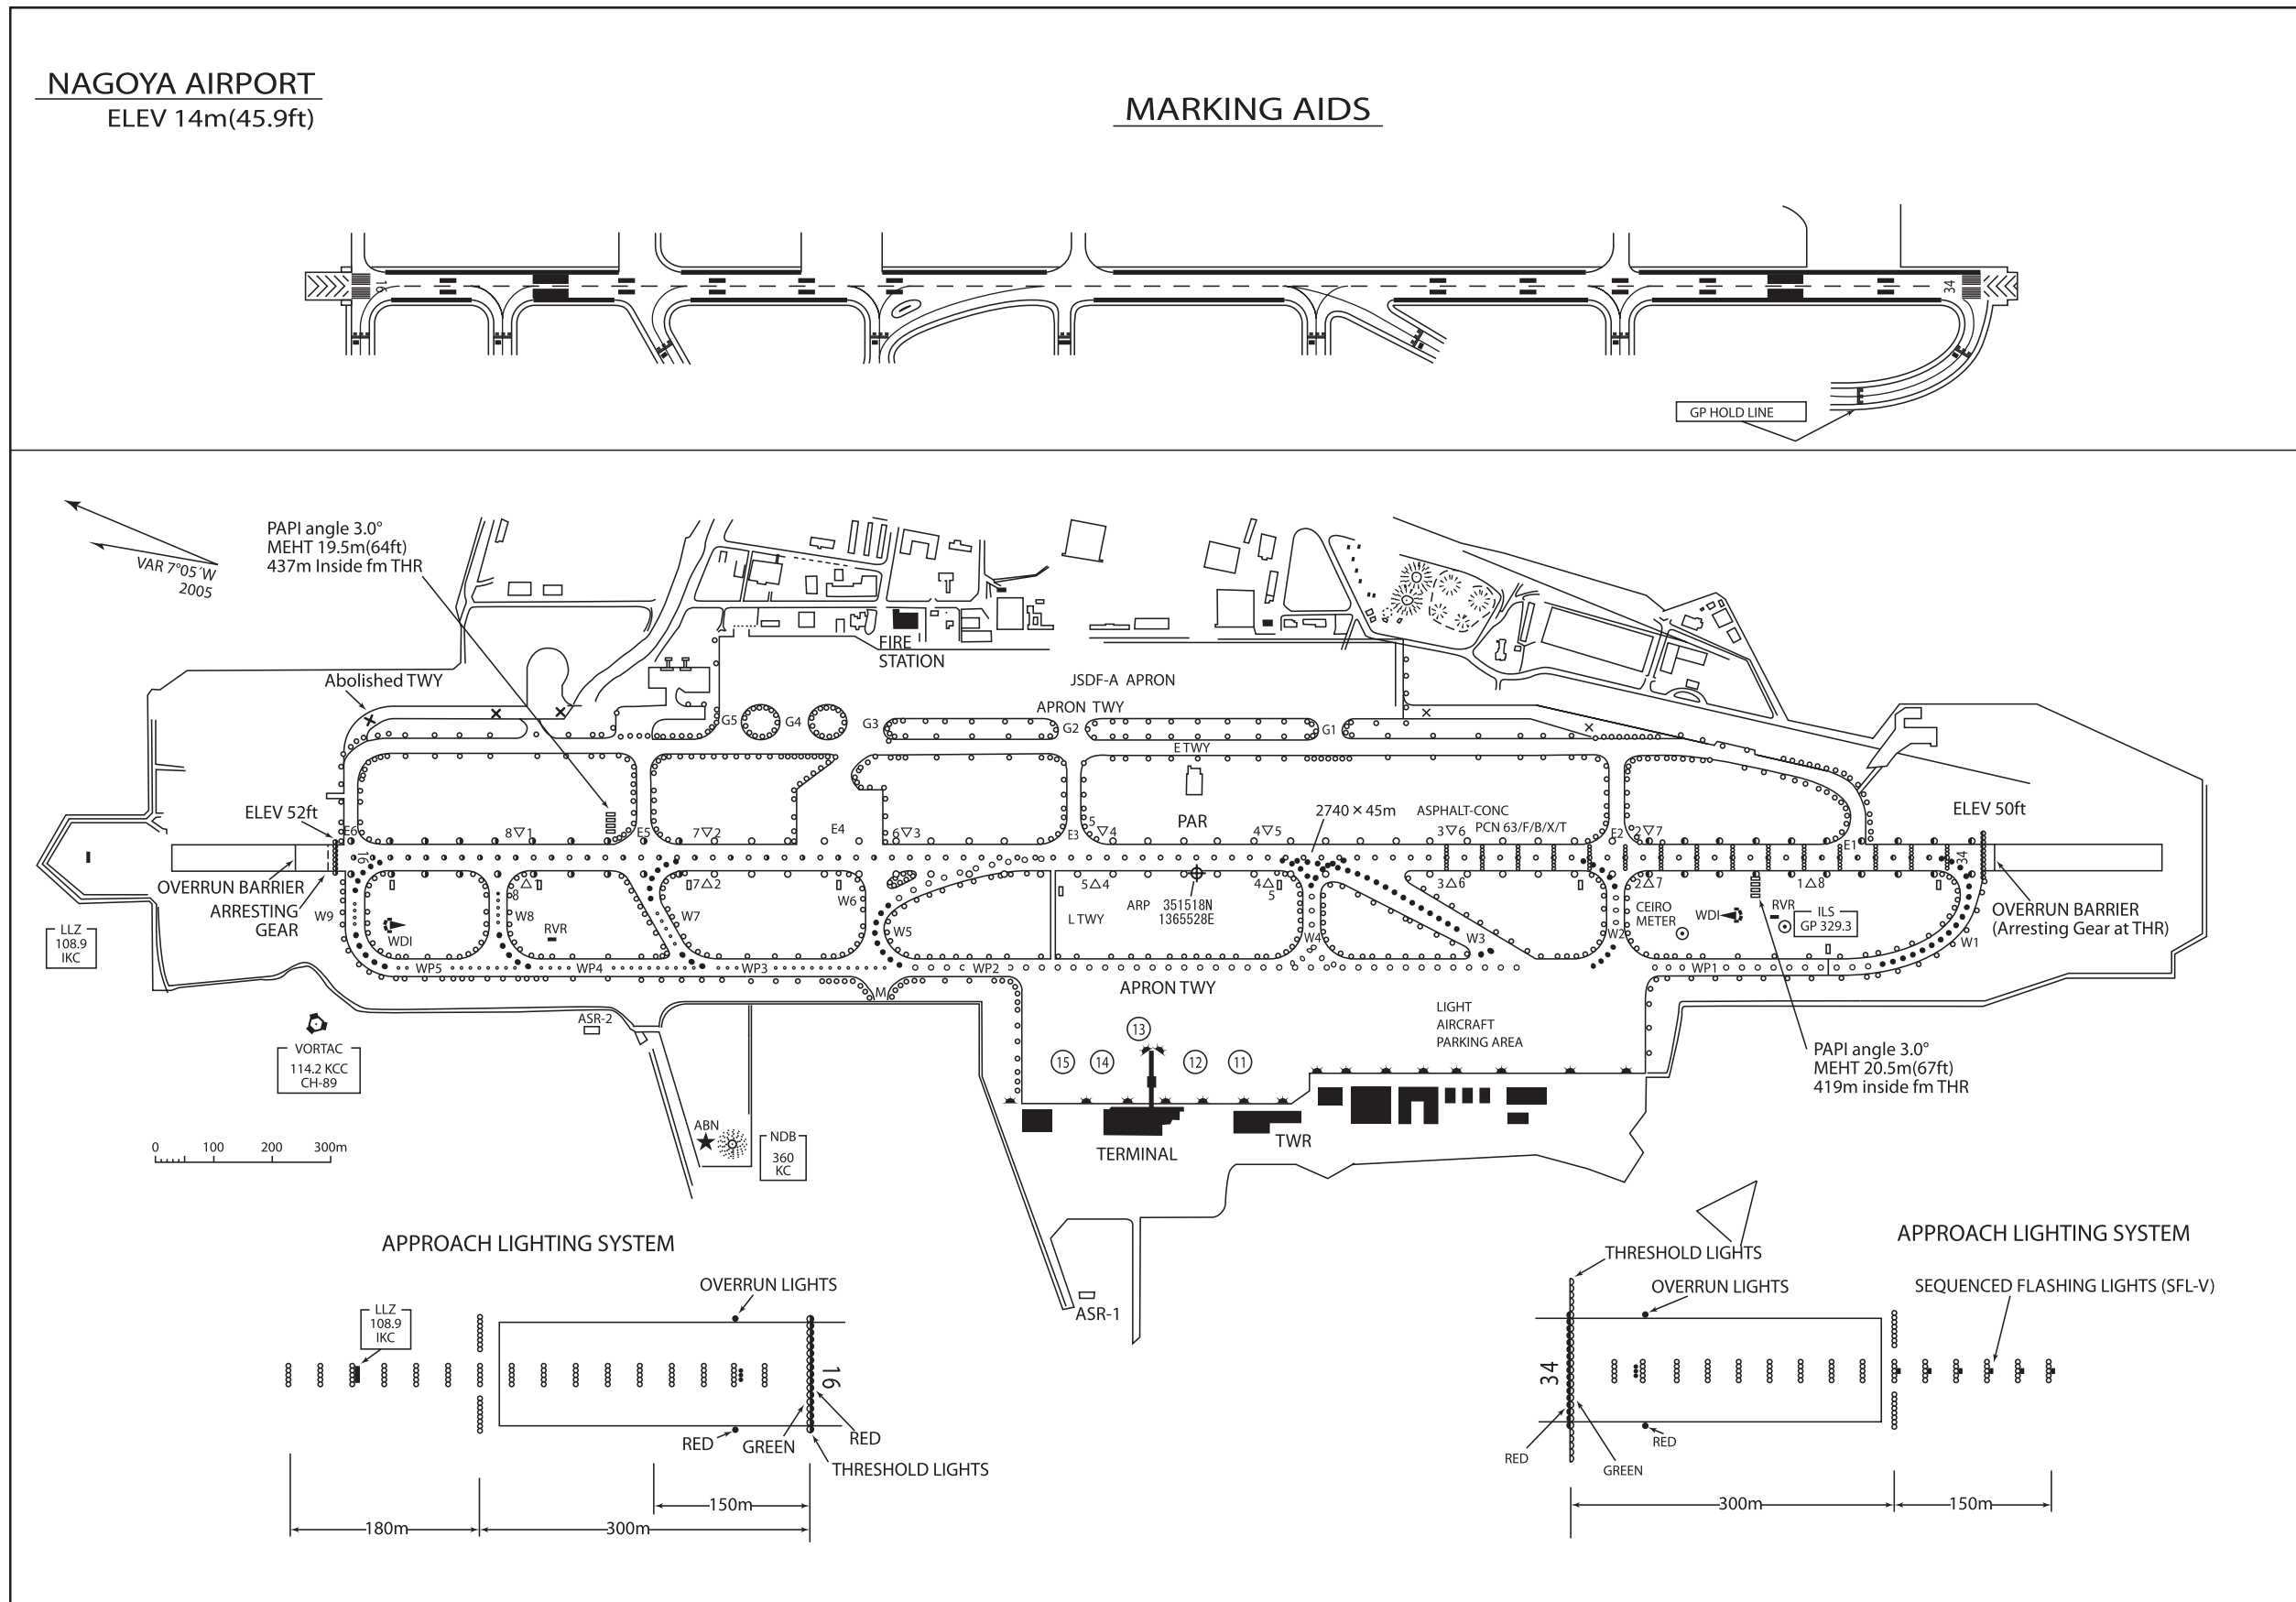 NAGOYA AIRPORT
ELEV 14m(45.9ft)
MARKING AIDS
16
34
GP HOLD LINE
VAR 7°05´W
2005
PAPI angle 3.0°
MEHT 19.5m(64ft)
437m Inside fm THR
FIRE
STATION
Abolished TWY
JSDF-A APRON
APRON TWY
G5
G4
G3
G2
G1
E TWY
PAR
2740 × 45m
ASPHALT-CONC
PCN 63/F/B/X/T
ELEV 52ft
ELEV 50ft
E6
8▽1
E5
7▽2
E4
6▽3
E3
5
▽4
4▽5
3▽6
E2
2▽7
E1
16
34
OVERRUN BARRIER
ARRESTING
GEAR
8
△1
7△2
5△4
4△
5
3△6
2△7
1△8
W9
W8
W7
W6
W5
W4
W3
W2
W1
WDI
RVR
L TWY
ARP
351518N
1365528E
CEIRO
METER
WDI
RVR
ILS
GP 329.3
OVERRUN BARRIER
(Arresting Gear at THR)
LLZ
108.9
IKC
WP5
WP4
WP3
WP2
WP1
M
APRON TWY
ASR-2
VORTAC
114.2 KCC
CH-89
LIGHT
AIRCRAFT
PARKING AREA
13
15
14
12
11
PAPI angle 3.0°
MEHT 20.5m(67ft)
419m inside fm THR
0
100
200
300m
ABN
NDB
360
KC
TERMINAL
TWR
ASR-1
APPROACH LIGHTING SYSTEM
OVERRUN LIGHTS
LLZ
108.9
IKC
16
RED
GREEN
RED
THRESHOLD LIGHTS
150m
180m
300m
APPROACH LIGHTING SYSTEM
THRESHOLD LIGHTS
OVERRUN LIGHTS
SEQUENCED FLASHING LIGHTS (SFL-V)
34
RED
GREEN
RED
300m
150m